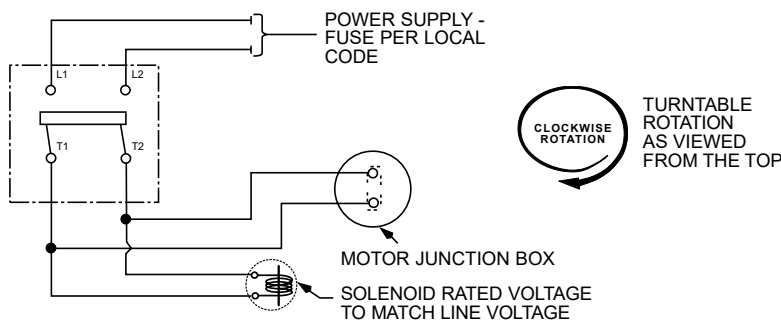 POWER SUPPLY -
FUSE PER LOCAL
CODE
L1
L2
T1
T2
CLOCKWISE
ROTATION
TURNTABLE
ROTATION
AS VIEWED
FROM THE TOP
MOTOR JUNCTION BOX
SOLENOID RATED VOLTAGE
TO MATCH LINE VOLTAGE